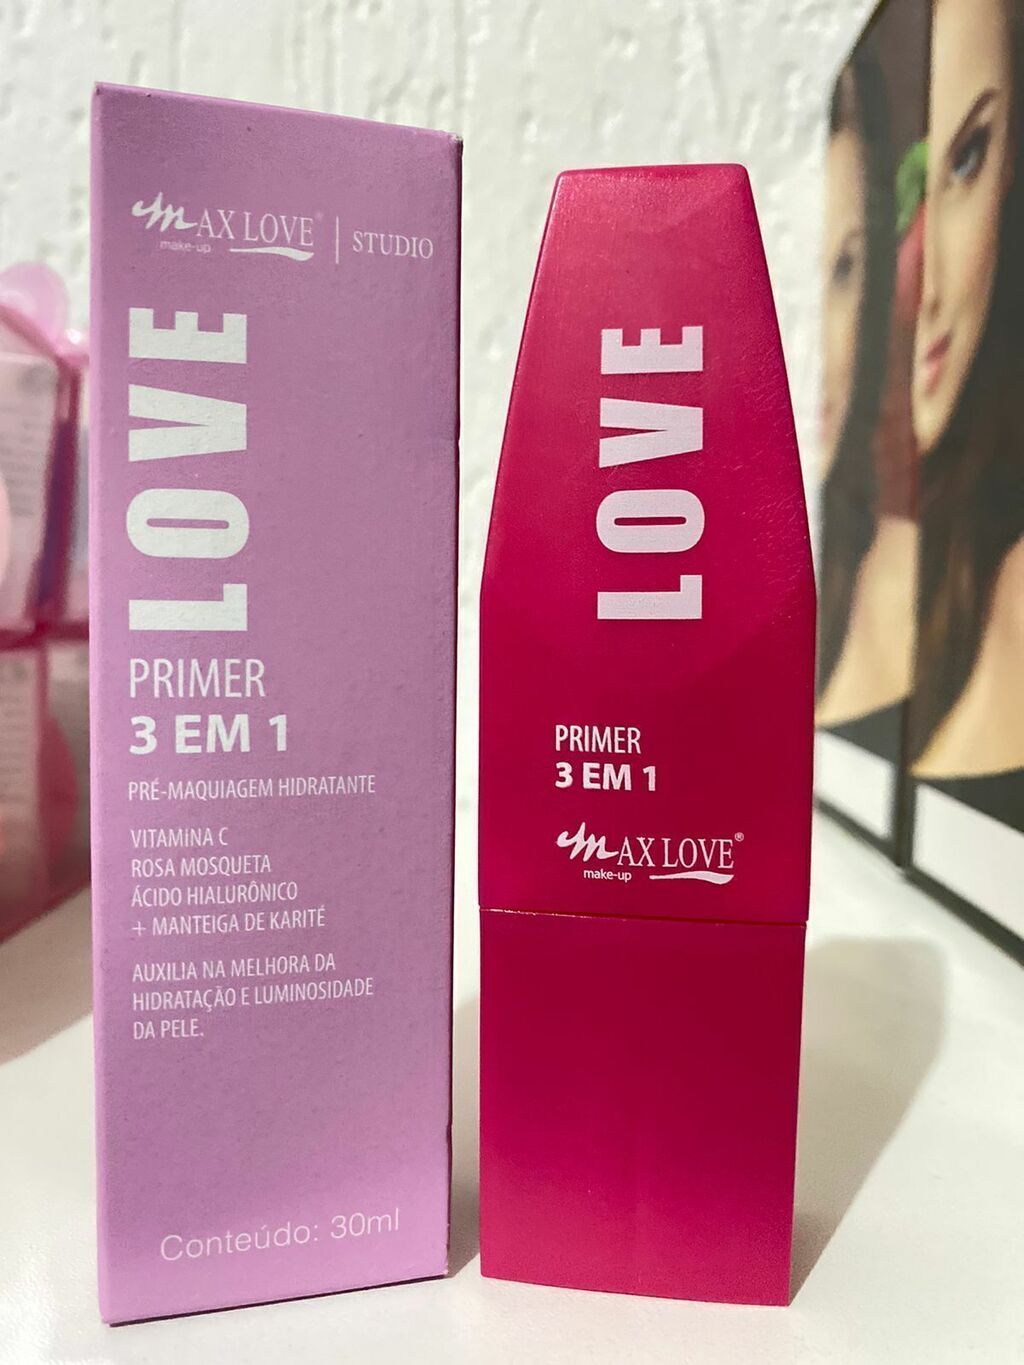 MAX LOVE® | STUDIO
make-up
LOVE
PRIMER
3 EM 1
PRÉ-MAQUIAGEM HIDRATANTE
VITAMINA C
ROSA MOSQUETA
ÁCIDO HIALURÔNICO
+ MANTEIGA DE KARITÉ
AUXILIA NA MELHORA DA
HIDRATAÇÃO E LUMINOSIDADE
DA PELE.
Conteúdo: 30ml
LOVE
PRIMER
3 EM 1
MAX LOVE®
make-up